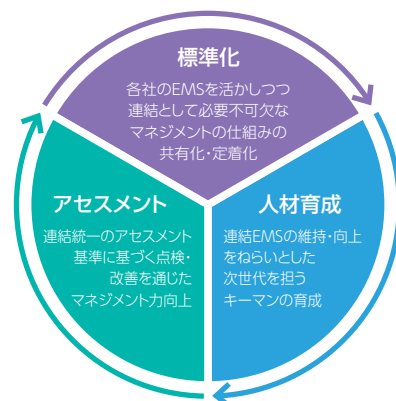 標準化
各社のEMSを活かしつつ
連結として必要不可欠な
マネジメントの仕組みの
共有化・定着化
アセスメント
連結統一のアセスメント
基準に基づく点検・
改善を通じた
マネジメント力向上
人材育成
連結EMSの維持・向上
をねらいとした
次世代を担う
キーマンの育成